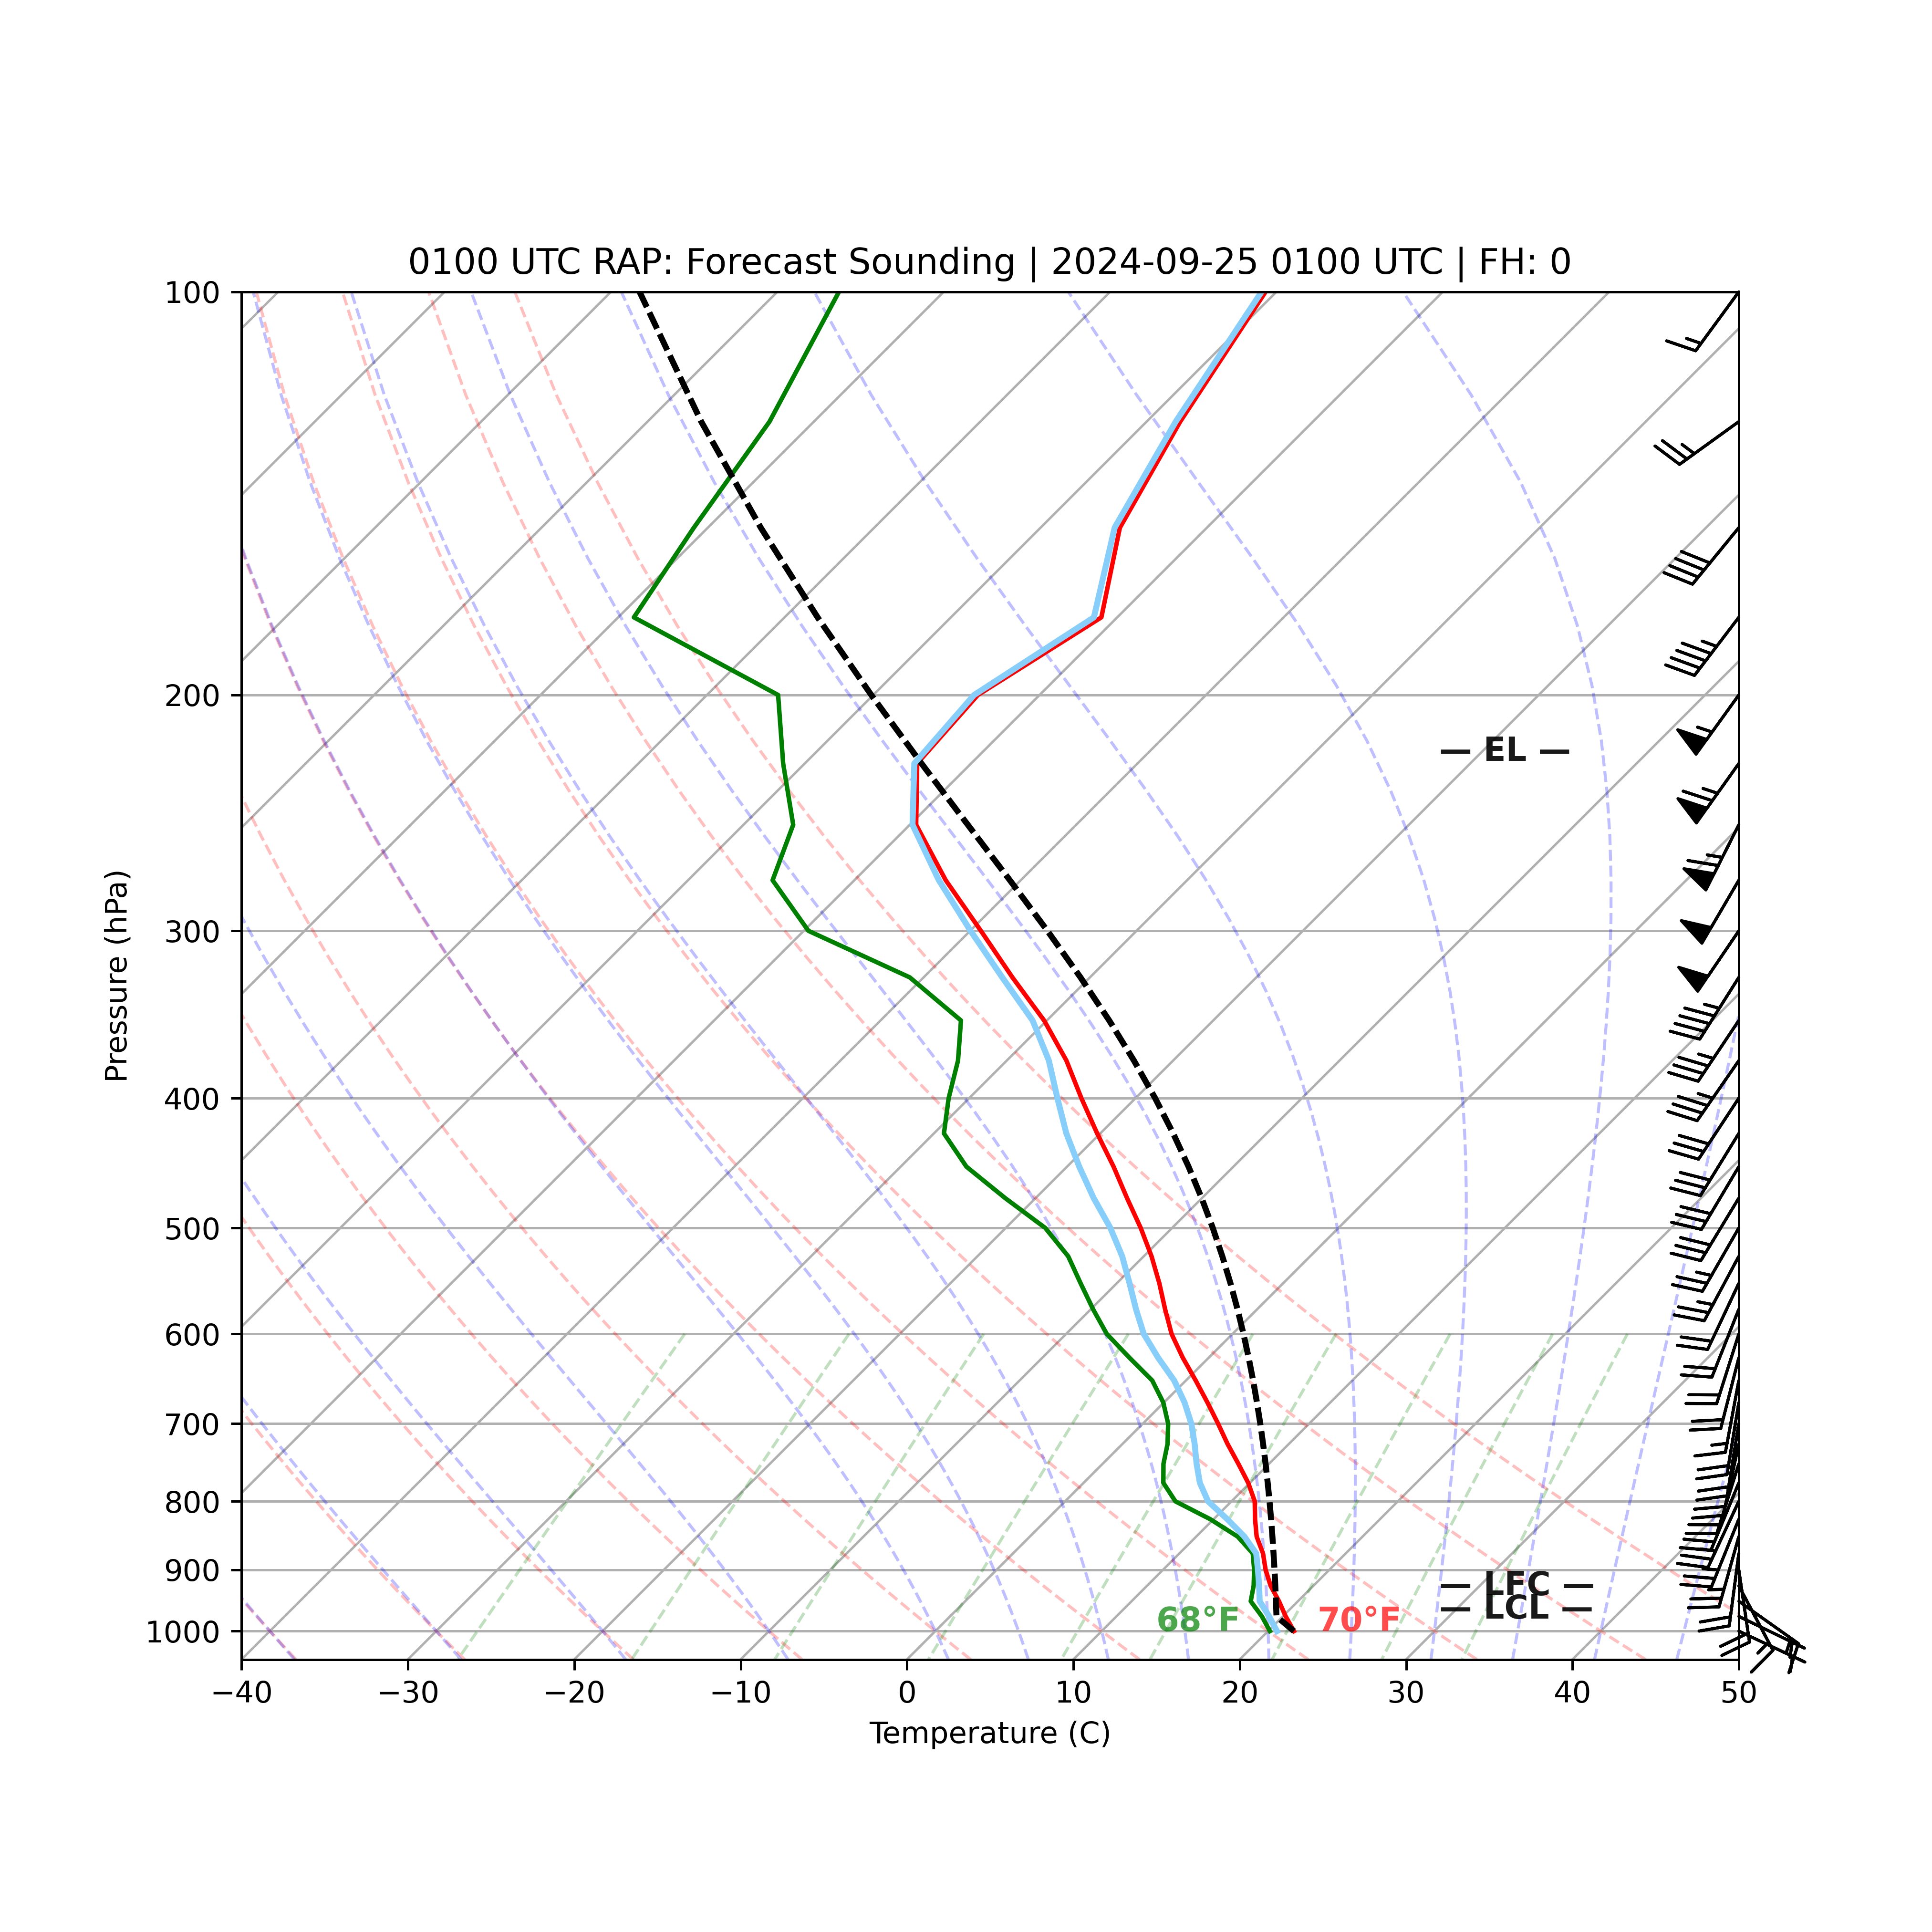 0100 UTC RAP: Forecast Sounding | 2024-09-25 0100 UTC | FH: 0
100
200
— EL —
300
Pressure (hPa)
400
500
600
700
800
900
— LFC —
— LCL —
68°F 70°F
1000
−40 −30 −20 −10 0 10 20 30 40 50
Temperature (C)